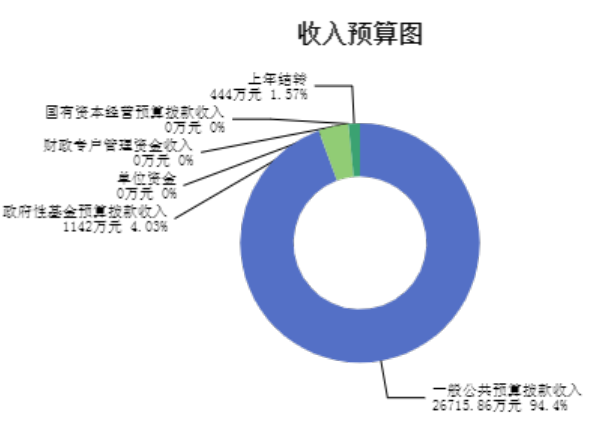 收入预算图
上年结转
444万元 1.57%
国有资本经营预算拨款收入
0万元 0%
财政专户管理资金收入
0万元 0%
单位资金
0万元 0%
政府性基金预算拨款收入
1142万元 4.03%
一般公共预算拨款收入
26715.86万元 94.4%